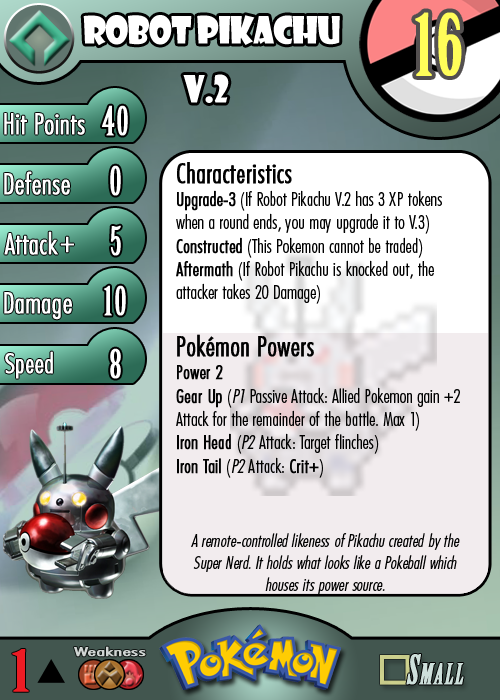 ROBOT PIKACHU
16
V.2
Hit Points 40
Defense 0
Attack+ 5
Damage 10
Speed 8
Characteristics
Upgrade-3 (If Robot Pikachu V.2 has 3 XP tokens
when a round ends, you may upgrade it to V.3)
Constructed (This Pokemon cannot be traded)
Aftermath (If Robot Pikachu is knocked out, the
attacker takes 20 Damage)
Pokémon Powers
Power 2
Gear Up (P1 Passive Attack: Allied Pokemon gain +2
Attack for the remainder of the battle. Max 1)
Iron Head (P2 Attack: Target flinches)
Iron Tail (P2 Attack: Crit+)
A remote-controlled likeness of Pikachu created by the
Super Nerd. It holds what looks like a Pokeball which
houses its power source.
1
Weakness
POKéMON
SMALL